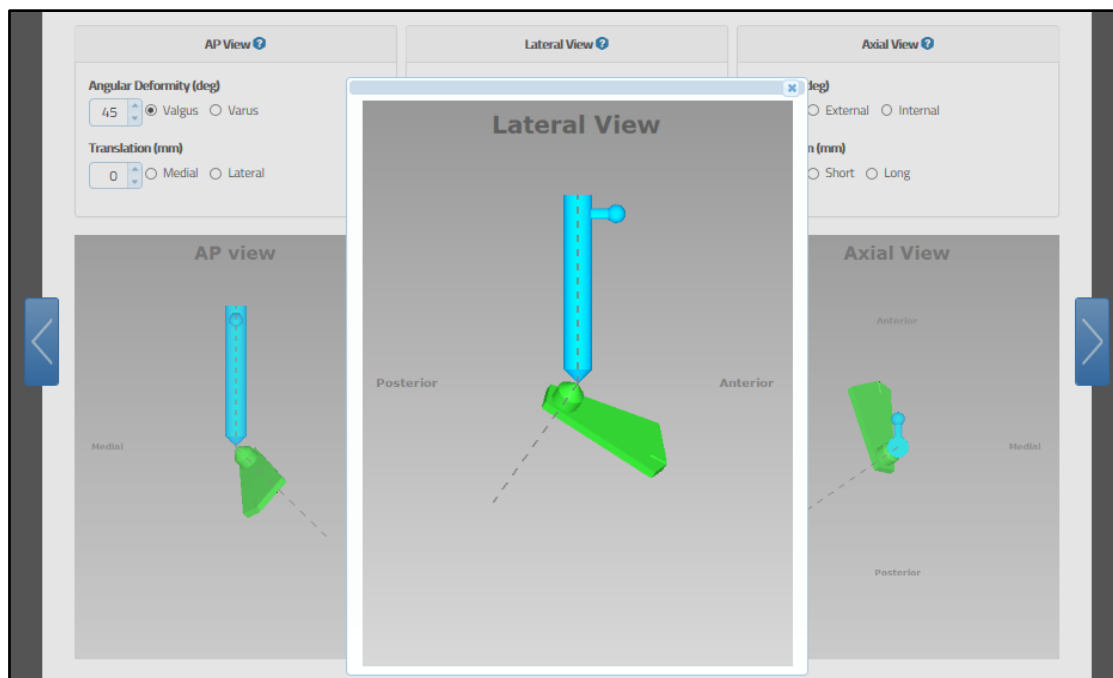 AP View ?
Lateral View ?
Axial View ?
Angular Deformity (deg)
45 Valgus Varus
deg)
External Internal
Translation (mm)
0 Medial Lateral
n (mm)
Short Long
Lateral View
Posterior
Anterior
AP view
Medial
Axial View
Anterior
Medial
Posterior